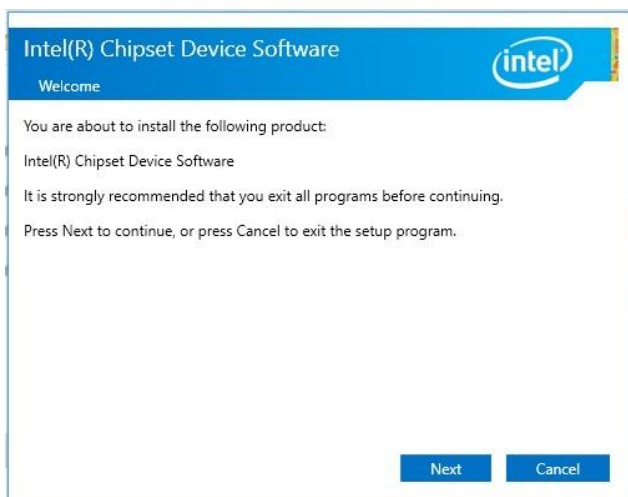 Intel(R) Chipset Device Software
intel
Welcome
You are about to install the following product:
Intel(R) Chipset Device Software
It is strongly recommended that you exit all programs before continuing.
Press Next to continue, or press Cancel to exit the setup program.
Next Cancel